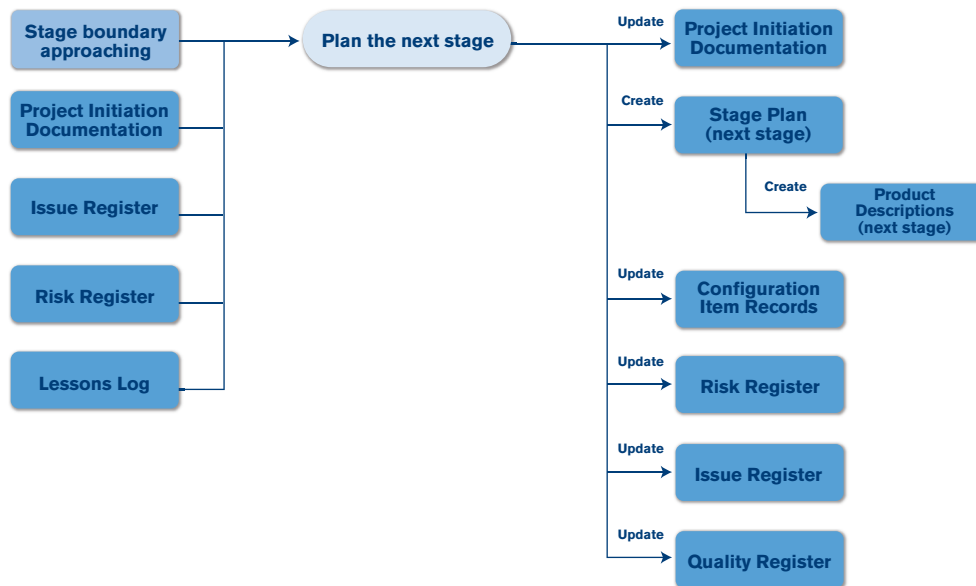 Stage boundary
approaching
Project Initiation
Documentation
Issue Register
Risk Register
Lessons Log
Plan the next stage
Update
Project Initiation
Documentation
Create
Stage Plan
(next stage)
Create
Product
Descriptions
(next stage)
Update
Configuration
Item Records
Update
Risk Register
Update
Issue Register
Update
Quality Register